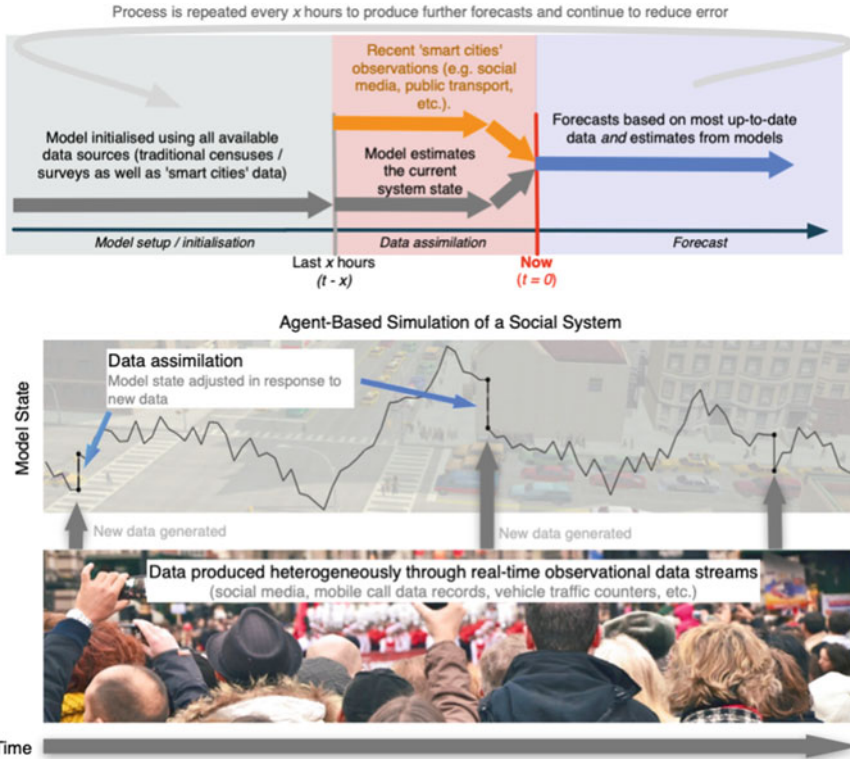 Process is repeated every x hours to produce further forecasts and continue to reduce error
Recent 'smart cities'
observations (e.g. social
media, public transport,
etc.).
Model initialised using all available
data sources (traditional censuses /
surveys as well as 'smart cities' data)
Model estimates
the current
system state
Forecasts based on most up-to-date
data and estimates from models
Model setup / initialisation
Data assimilation
Forecast
Last x hours
(t - x)
Now
(t = 0)
Agent-Based Simulation of a Social System
Model State
Data assimilation
Model state adjusted in response to
new data
New data generated
New data generated
Data produced heterogeneously through real-time observational data streams
(social media, mobile call data records, vehicle traffic counters, etc.)
Time